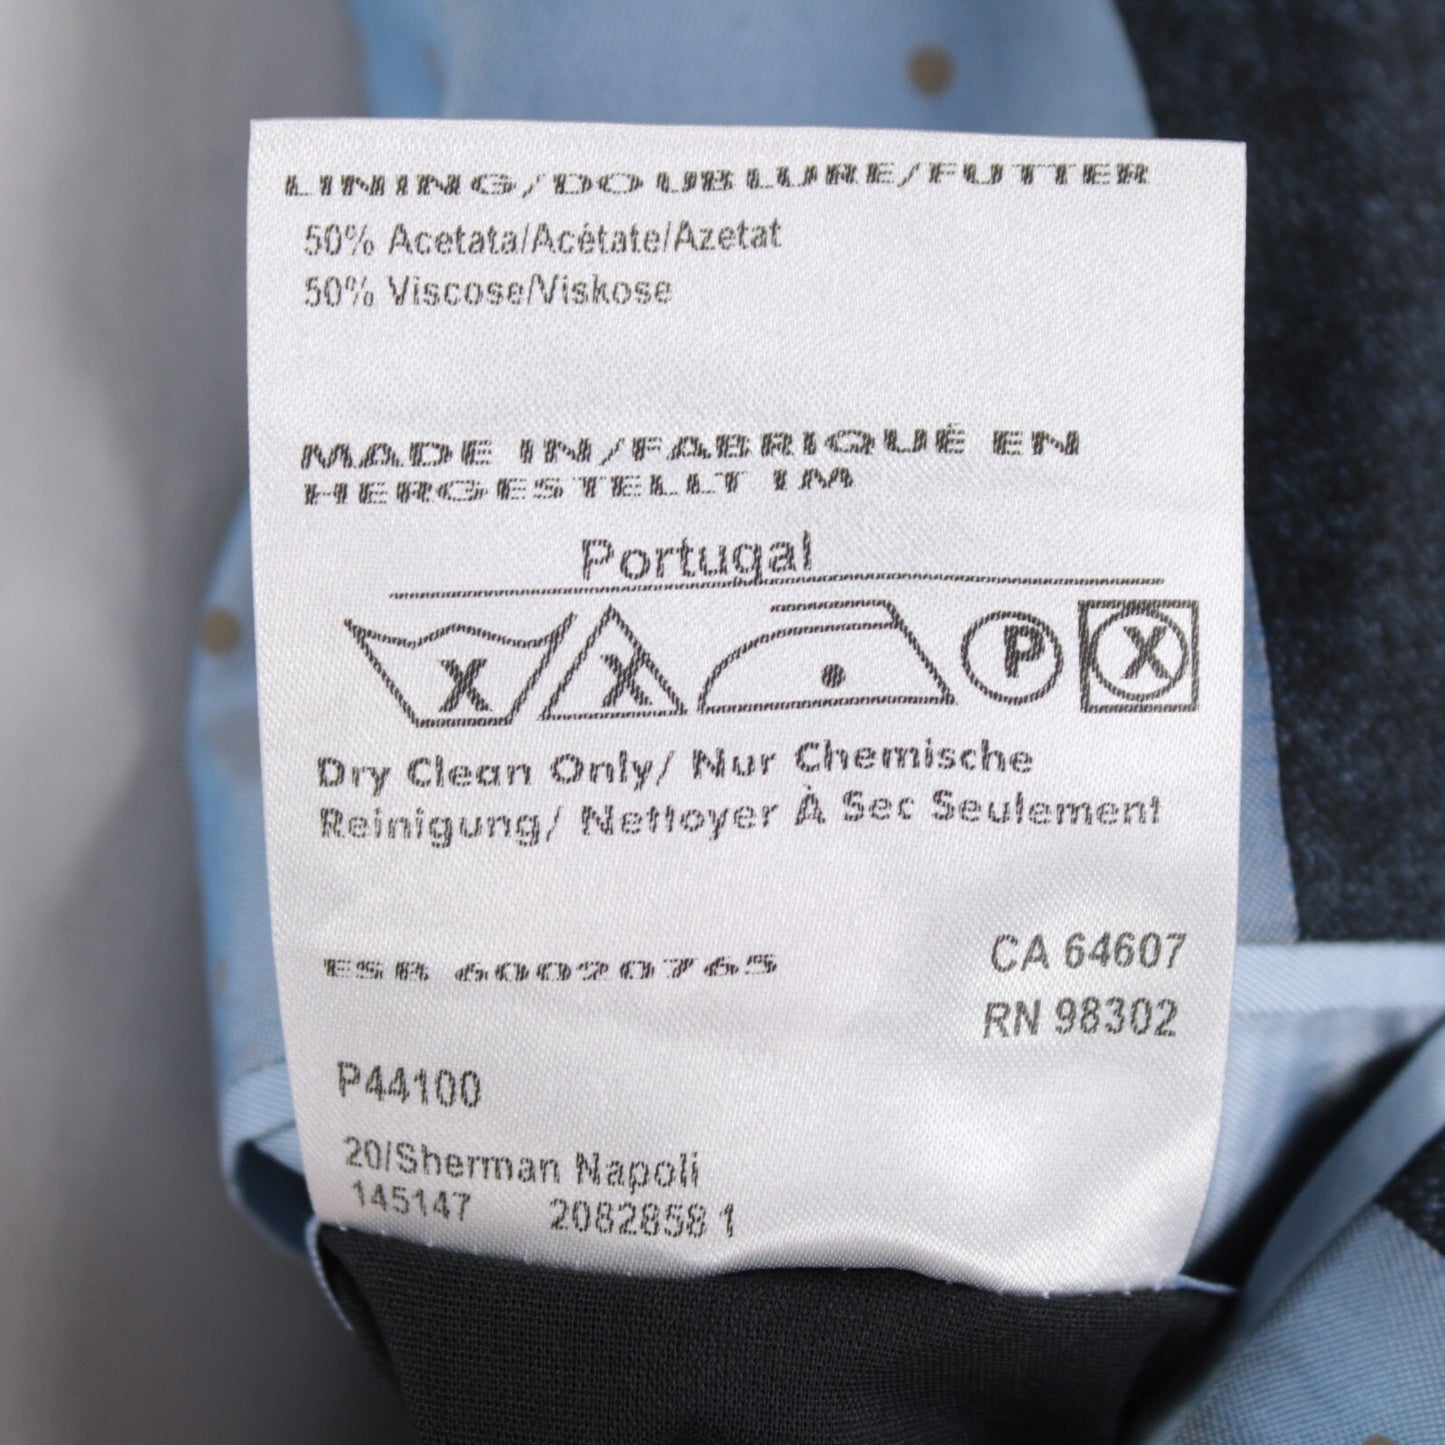 LINING/DOUBLURE/FUTTER
50% Acetata/Acétate/Azetat
50% Viscose/Viskose
MADE IN/FABRIQUÉ EN
HERGESTELLT IM
Portugal
X X P X
Dry Clean Only/ Nur Chemische
Reinigung/ Nettoyer À Sec Seulement
CA 64607
FSR 60020765
RN 98302
P44100
20/Sherman Napoli
145147 2082858 1